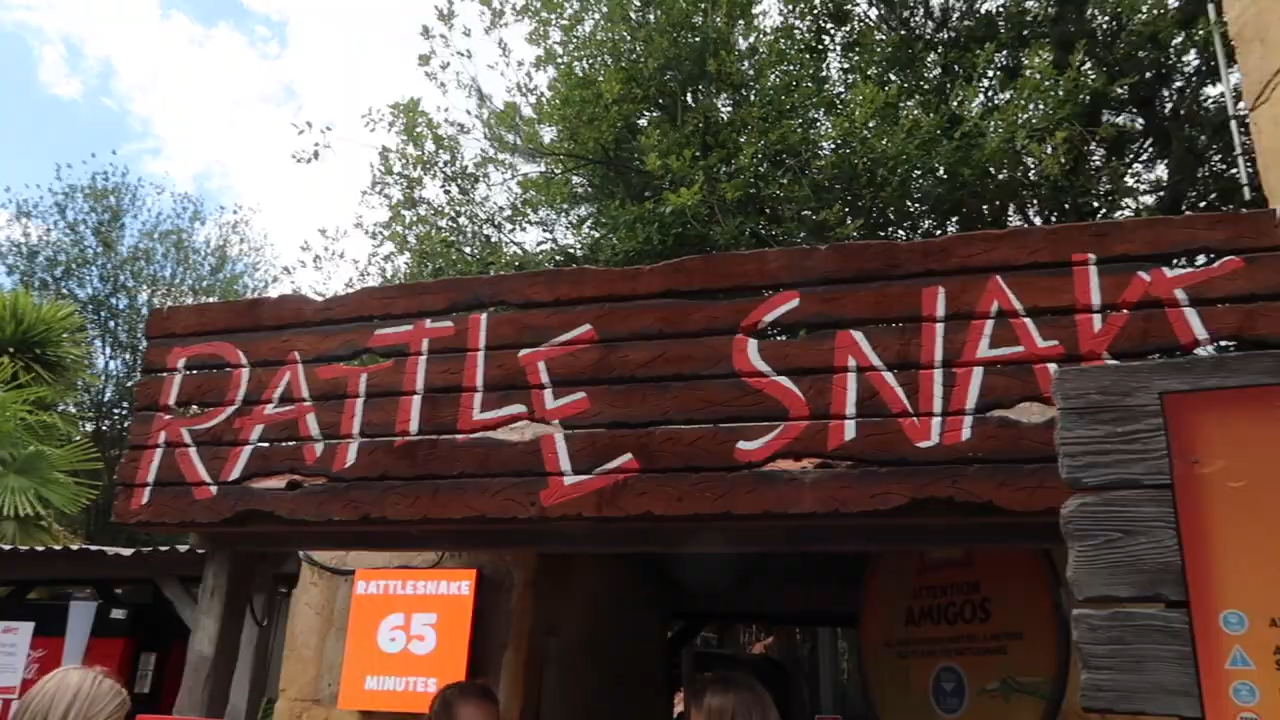 RATTLE SNAK
RATTLESNAKE
65
MINUTES
ATTENTION
AMIGOS